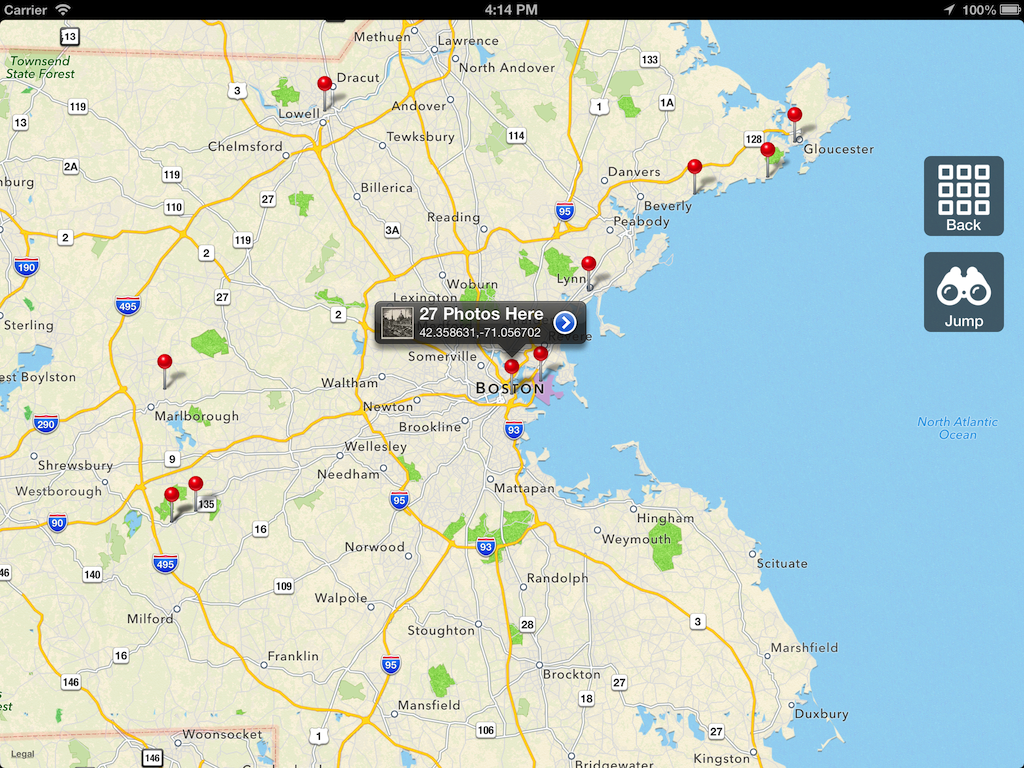 Carrier
4:14 PM
100%
13
Methuen
Lawrence
Townsend
State Forest
North Andover
133
Dracut
3
119
Lowell
Andover
1
1A
13
Tewksbury
114
128
Gloucester
Chelmsford
2A
119
Danvers
Billerica
27
110
Beverly
Reading
95
Peabody
3A
2
119
2
190
Back
Lynn
Woburn
27
495
Lexington
2
27 Photos Here
42.358631,-71.056702
Revere
Jump
Sterling
Somerville
est Boylston
Waltham
BOSTON
Newton
Marlborough
290
Brookline
93
North Atlantic
Ocean
Wellesley
9
Shrewsbury
Needham
Westborough
Mattapan
135
95
90
16
Hingham
Weymouth
Norwood
93
495
Scituate
140
Randolph
109
Walpole
Milford
28
3
Stoughton
16
Franklin
95
Marshfield
146
Brockton
27
18
Mansfield
Duxbury
Woonsocket
106
1
27
Legal
146
Bridgewater
Kingston